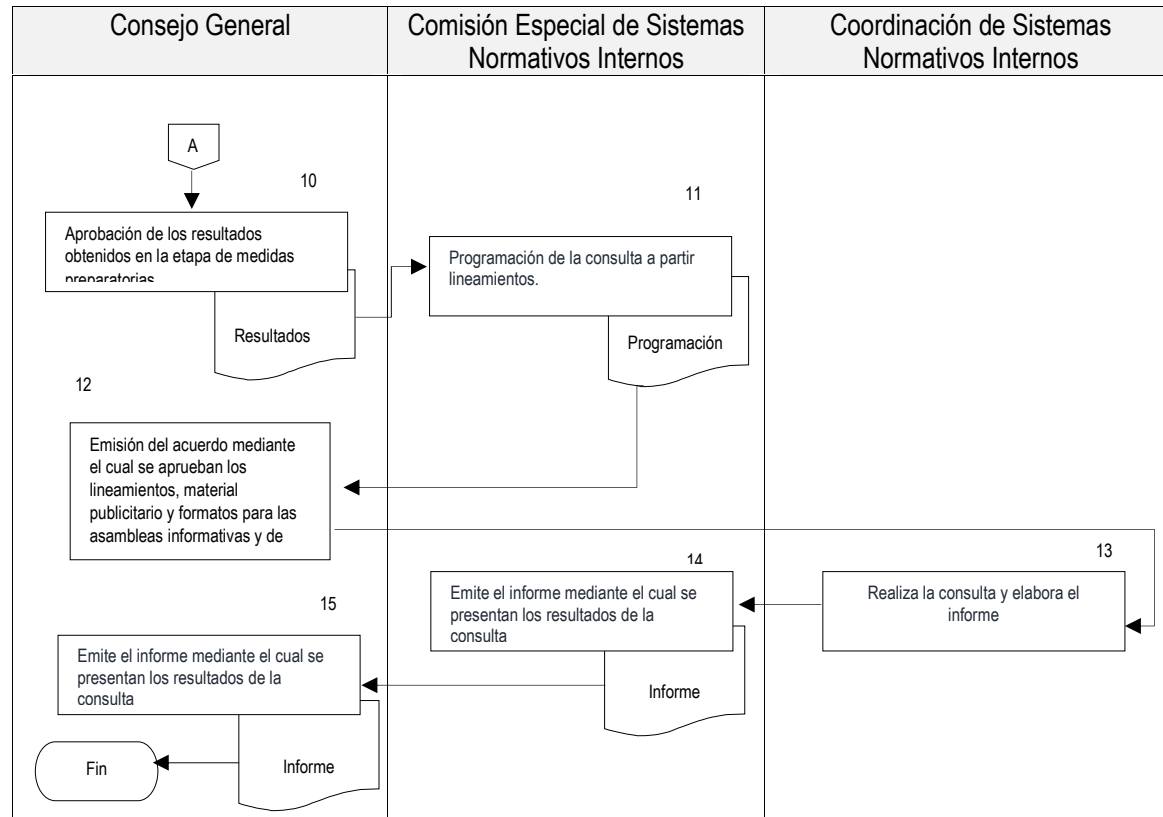 Consejo General
Comisión Especial de Sistemas
Normativos Internos
Coordinación de Sistemas
Normativos Internos
A
10
Aprobación de los resultados
obtenidos en la etapa de medidas
preparatorias
Resultados
11
Programación de la consulta a partir
lineamientos.
Programación
12
Emisión del acuerdo mediante
el cual se aprueban los
lineamientos, material
publicitario y formatos para las
asambleas informativas y de
13
Realiza la consulta y elabora el
informe
14
Emite el informe mediante el cual se
presentan los resultados de la
consulta
Informe
15
Emite el informe mediante el cual se
presentan los resultados de la
consulta
Informe
Fin